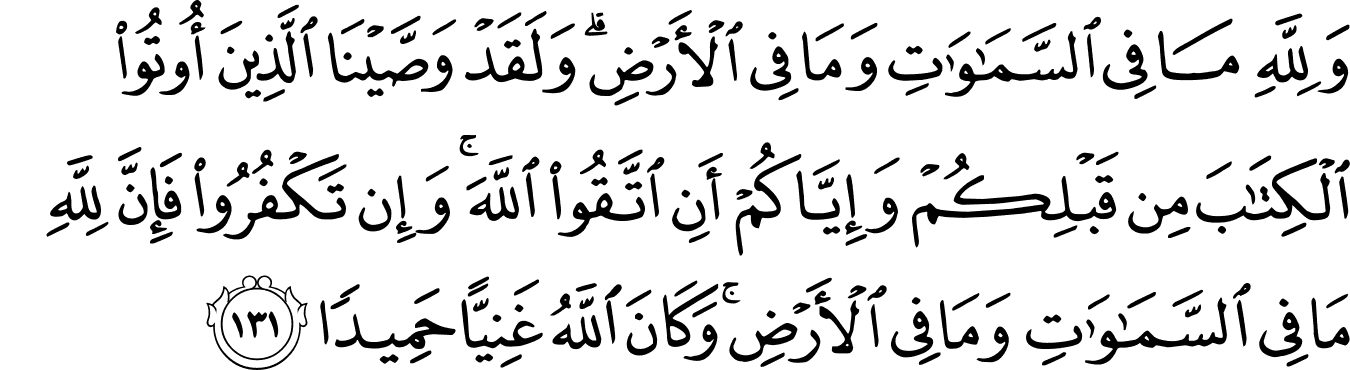 وَلِلَّهِ مَا فِى ٱلسَّمَـٰوَٰتِ وَمَا فِى ٱلْأَرْضِ ۗ وَلَقَدْ وَصَّيْنَا ٱلَّذِينَ أُوتُوا۟
ٱلْكِتَـٰبَ مِن قَبْلِكُمْ وَإِيَّاكُمْ أَنِ ٱتَّقُوا۟ ٱللَّهَ ۚ وَإِن تَكْفُرُوا۟ فَإِنَّ لِلَّهِ
مَا فِى ٱلسَّمَـٰوَٰتِ وَمَا فِى ٱلْأَرْضِ ۚ وَكَانَ ٱللَّهُ غَنِيًّا حَمِيدًا ١٣١